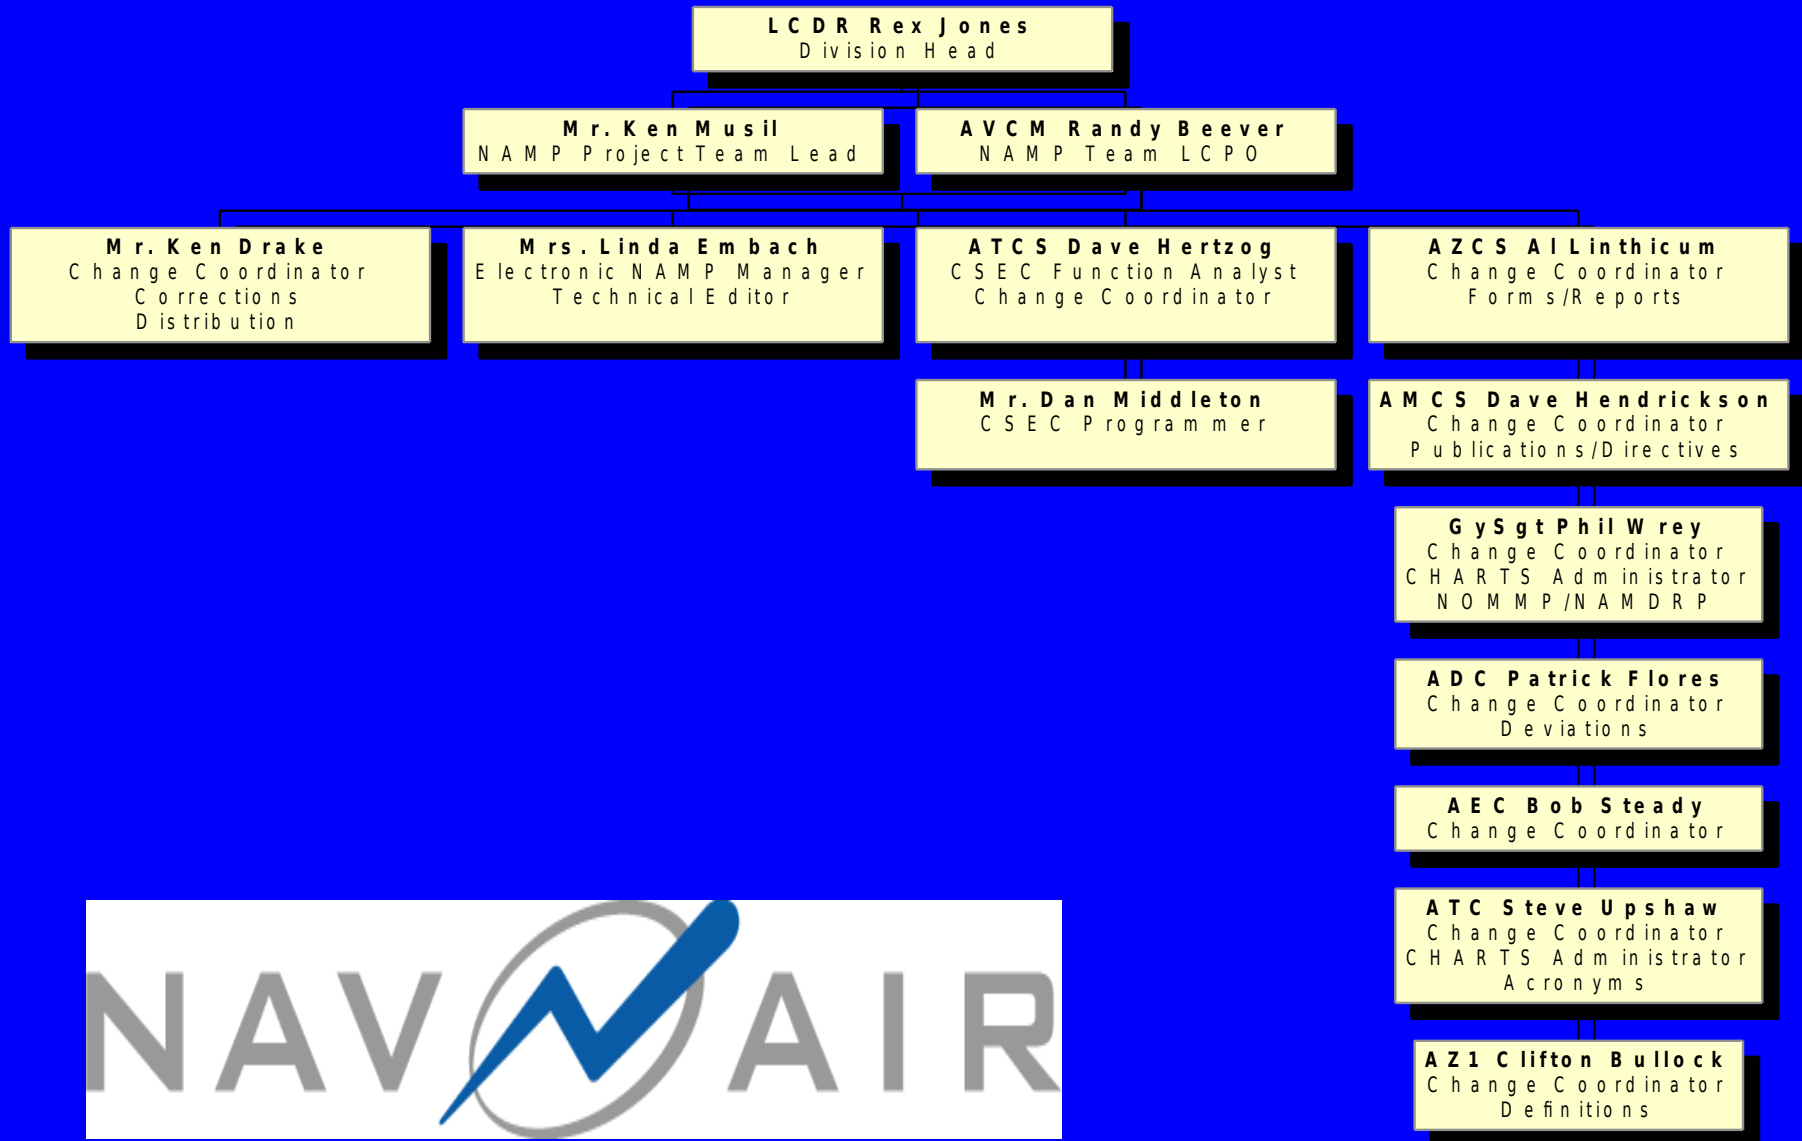 LCDR Rex Jones
Division Head
Mr. Ken Musil
NAMP Project Team Lead
AVCM Randy Beever
NAMP Team LCPO
Mr. Ken Drake
Change Coordinator
Corrections
Distribution
Mrs. Linda Embach
Electronic NAMP Manager
Technical Editor
ATCS Dave Hertzog
CSEC Function Analyst
Change Coordinator
AZCS Al Linthicum
Change Coordinator
Forms/Reports
Mr. Dan Middleton
CSEC Programmer
AMCS Dave Hendrickson
Change Coordinator
Publications/Directives
GySgt Phil Wrey
Change Coordinator
CHARTS Administrator
NOMMP/NAMDRP
ADC Patrick Flores
Change Coordinator
Deviations
AEC Bob Steady
Change Coordinator
ATC Steve Upshaw
Change Coordinator
CHARTS Administrator
Acronyms
AZ1 Clifton Bullock
Change Coordinator
Definitions
NAVAIR